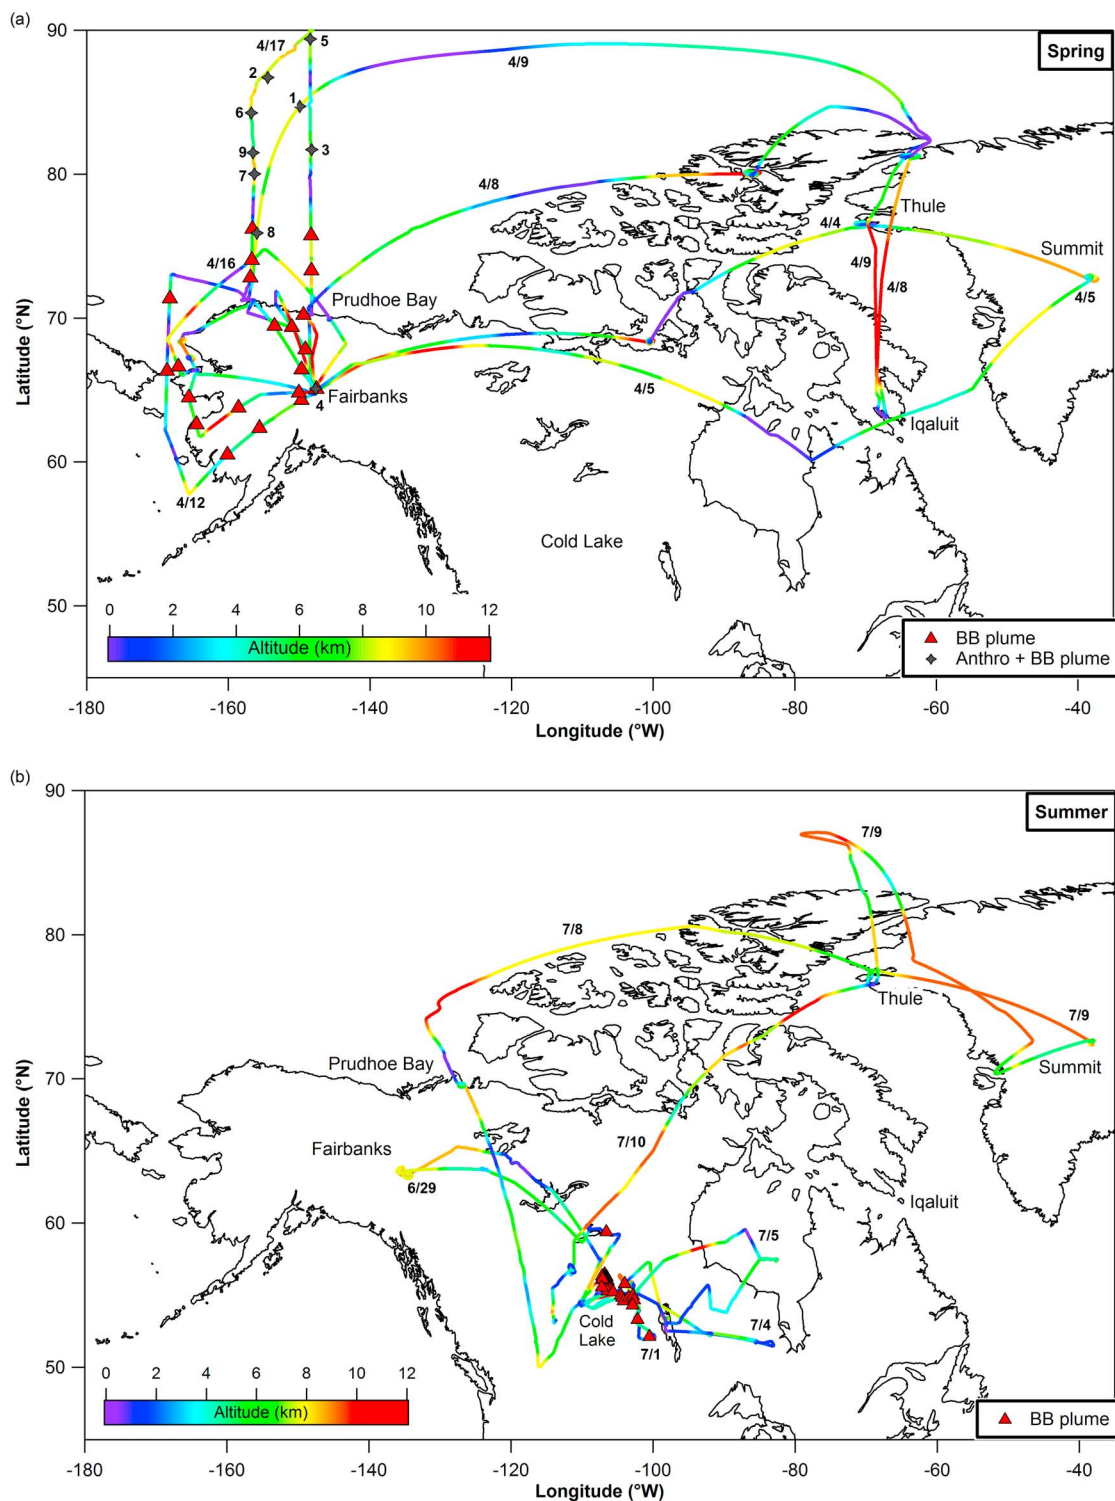 (a)
90
80
70
60
50
Latitude (°N)
Spring
4/17
5
2
4/9
1
6
3
9
7
4/8
Thule
4/4
8
Summit
4/16
4/9
4/8
4/5
Prudhoe Bay
4/5
Fairbanks
4
Iqaluit
4/12
Cold Lake
0 2 4 6 8 10 12
Altitude (km)
BB plume
Anthro + BB plume
-180 -160 -140 -120 -100 -80 -60 -40
Longitude (°W)
(b)
90
80
70
60
50
Latitude (°N)
Summer
7/9
7/8
Thule
7/9
Prudhoe Bay
Summit
7/10
Fairbanks
6/29
Iqaluit
7/5
Cold
Lake
7/4
7/1
0 2 4 6 8 10 12
Altitude (km)
BB plume
-180 -160 -140 -120 -100 -80 -60 -40
Longitude (°W)